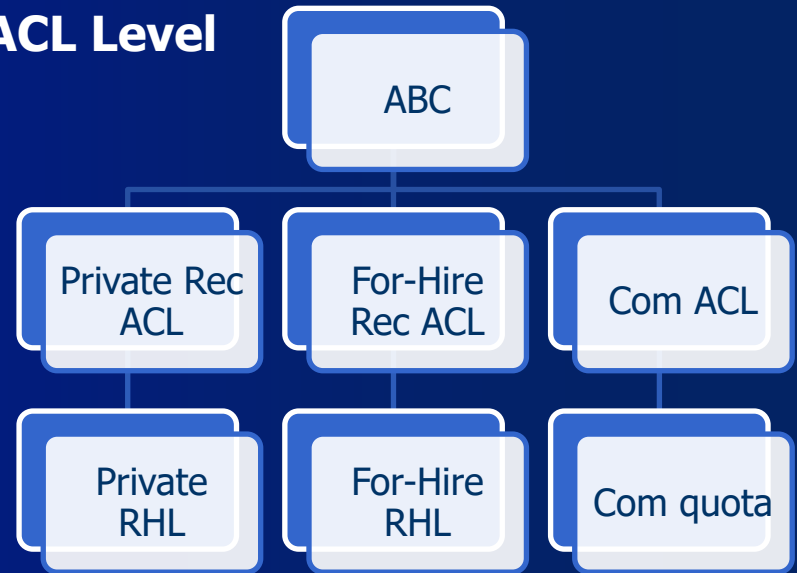 ACL Level
ABC
Private Rec
ACL
For-Hire
Rec ACL
Com ACL
Private
RHL
For-Hire
RHL
Com quota